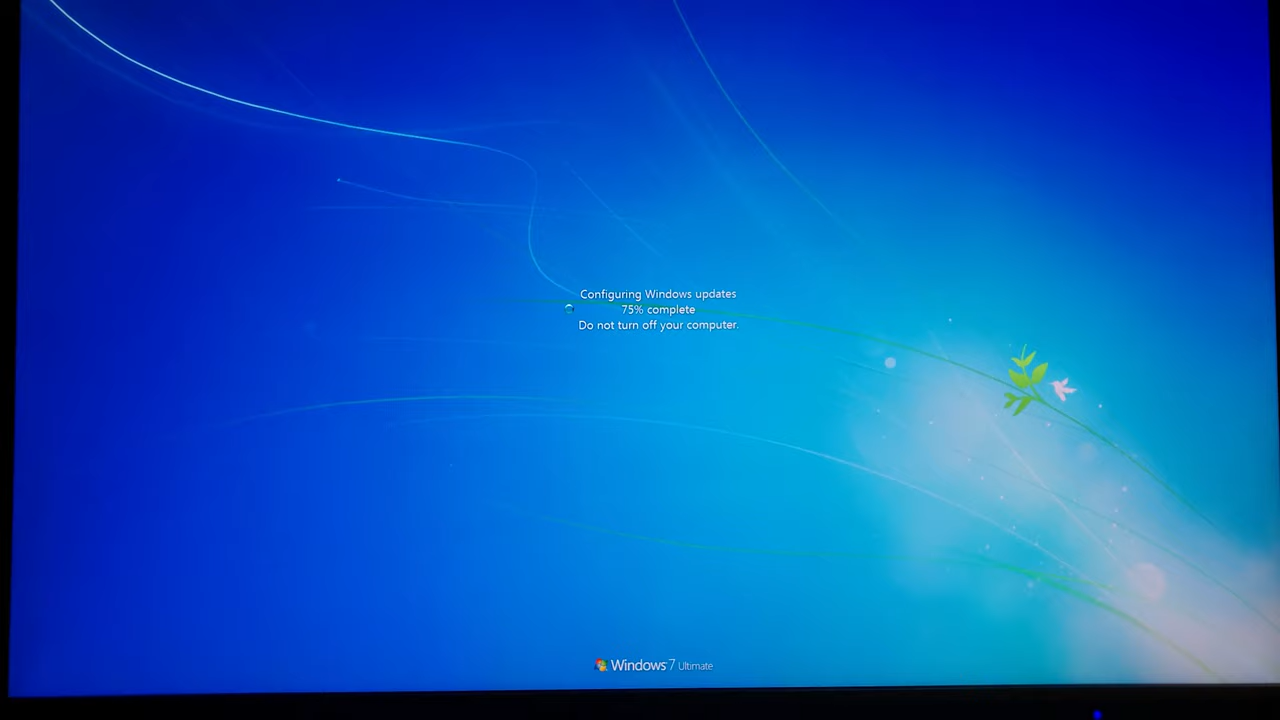 Configuring Windows updates
75% complete
Do not turn off your computer.
Windows 7 Ultimate